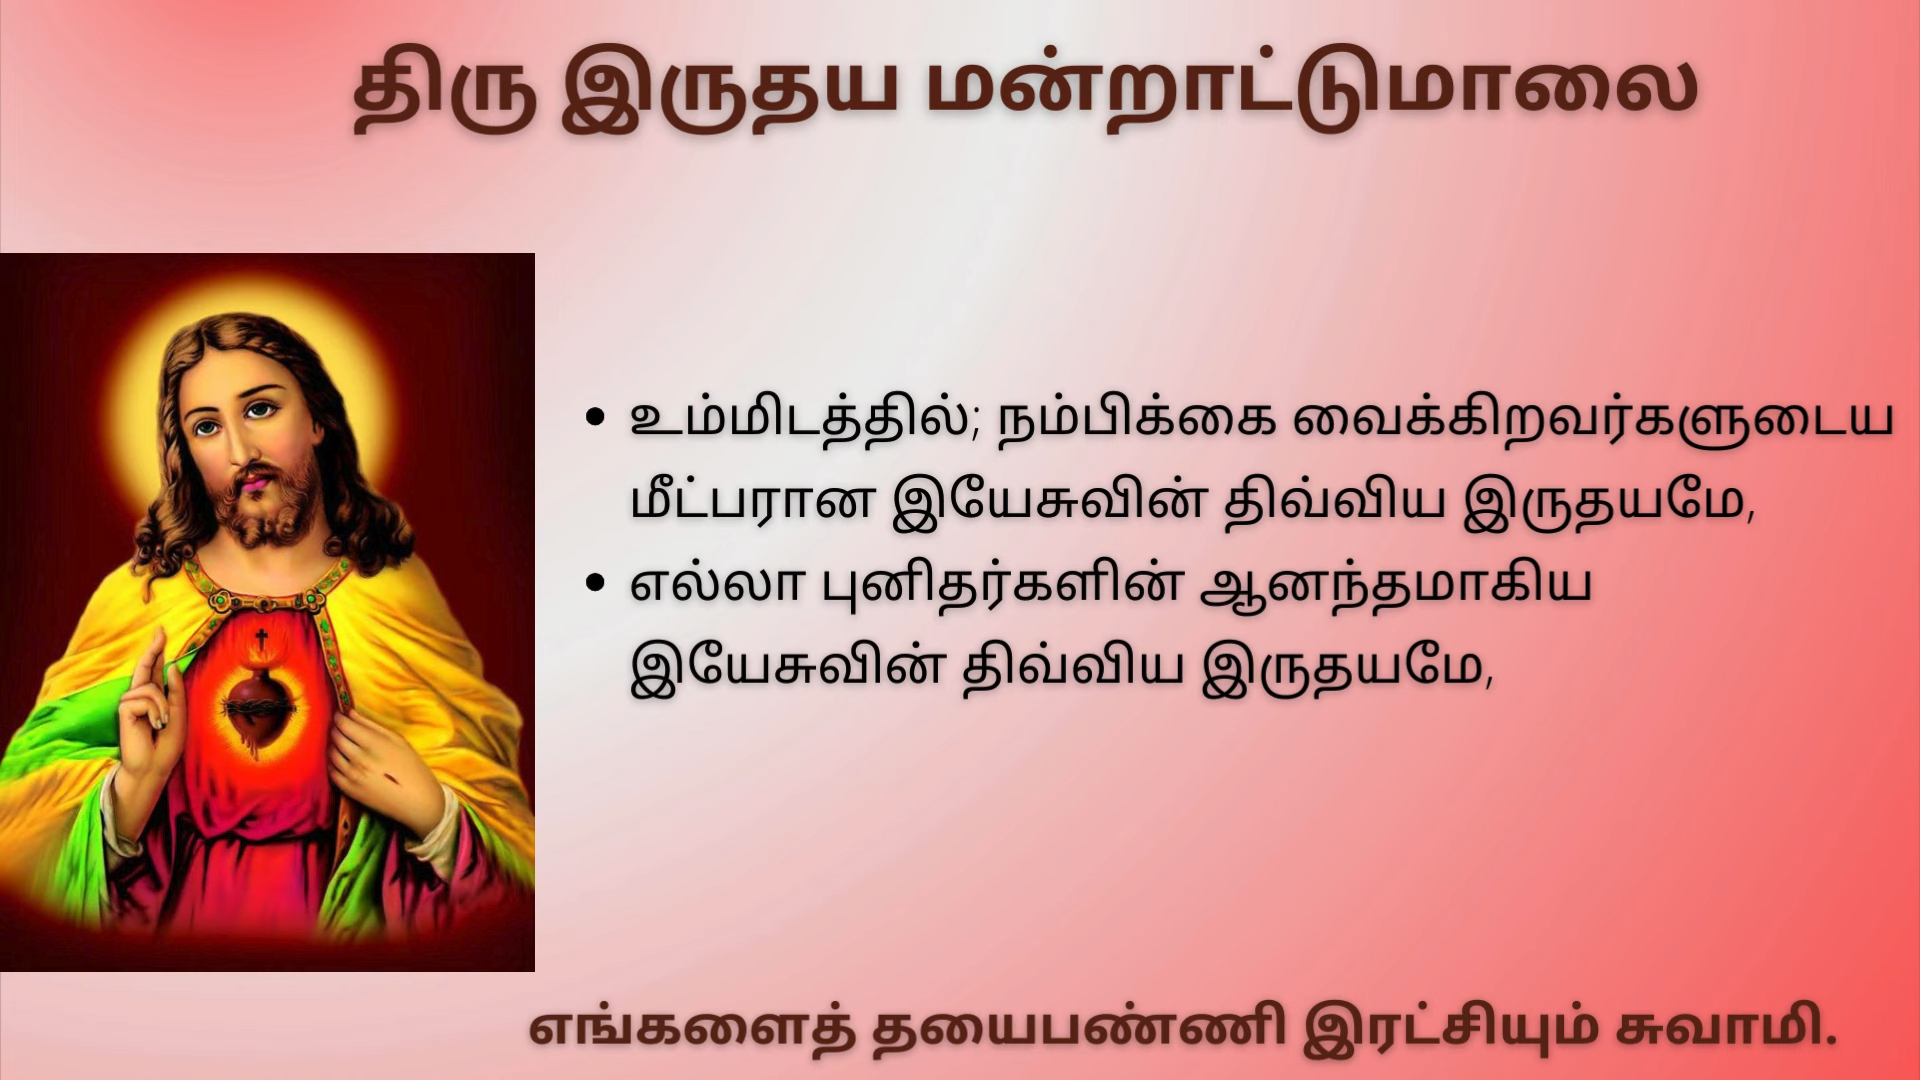 திரு இருதய மன்றாட்டுமாலை
• உம்மிடத்தில்; நம்பிக்கை வைக்கிறவர்களுடைய
மீட்பரான இயேசுவின் திவ்விய இருதயமே,
• எல்லா புனிதர்களின் ஆனந்தமாகிய
இயேசுவின் திவ்விய இருதயமே,
எங்களைத் தயைபண்ணி இரட்சியும் சுவாமி.